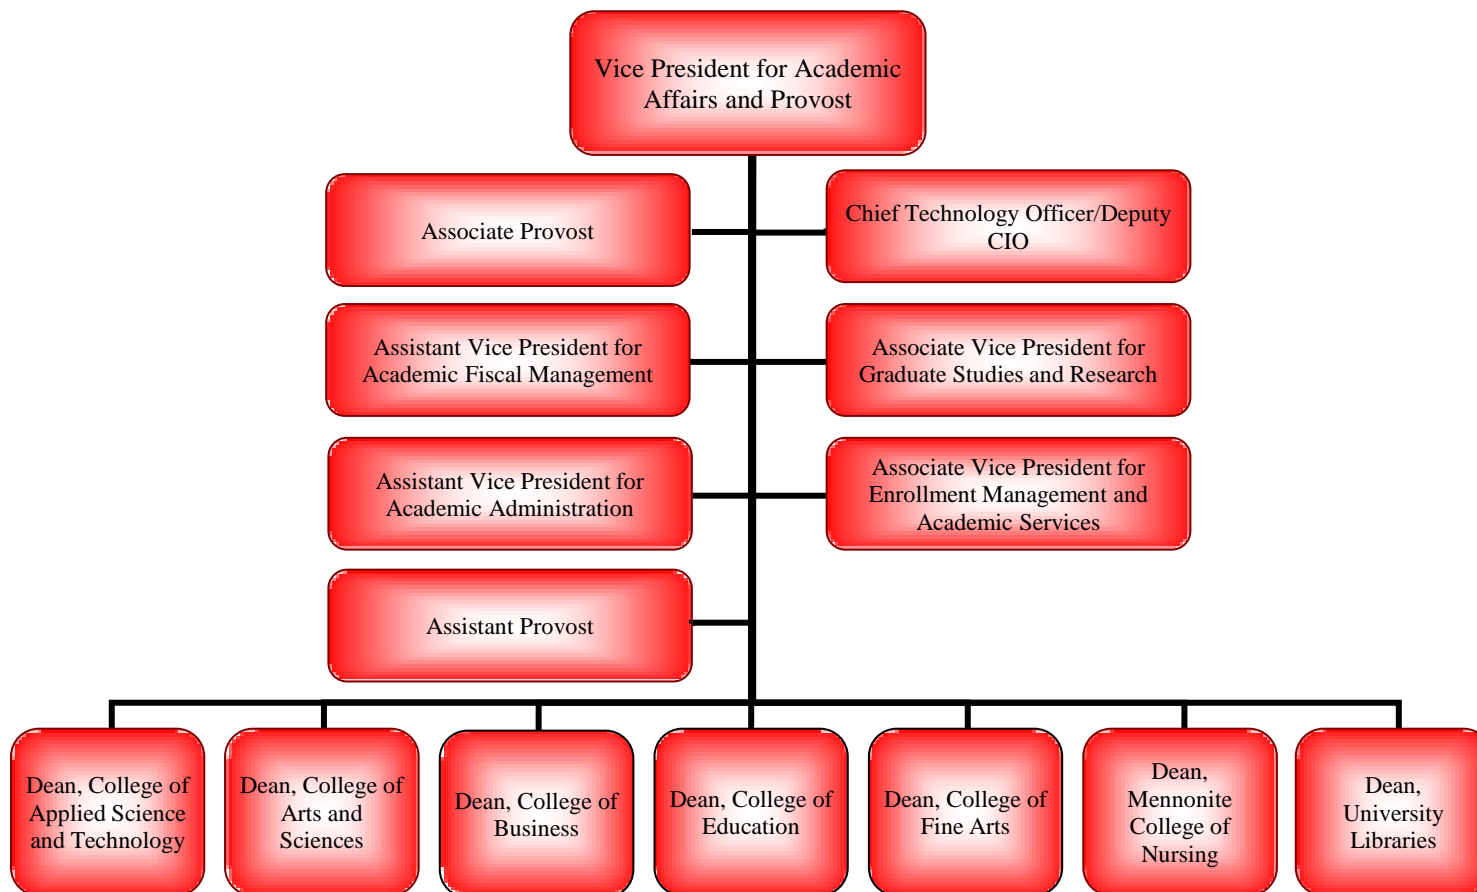 Vice President for Academic
Affairs and Provost
Associate Provost
Chief Technology Officer/Deputy
CIO
Assistant Vice President for
Academic Fiscal Management
Associate Vice President for
Graduate Studies and Research
Assistant Vice President for
Academic Administration
Associate Vice President for
Enrollment Management and
Academic Services
Assistant Provost
Dean, College of
Applied Science
and Technology
Dean, College of
Arts and
Sciences
Dean, College of
Business
Dean, College of
Education
Dean, College of
Fine Arts
Dean,
Mennonite
College of
Nursing
Dean,
University
Libraries